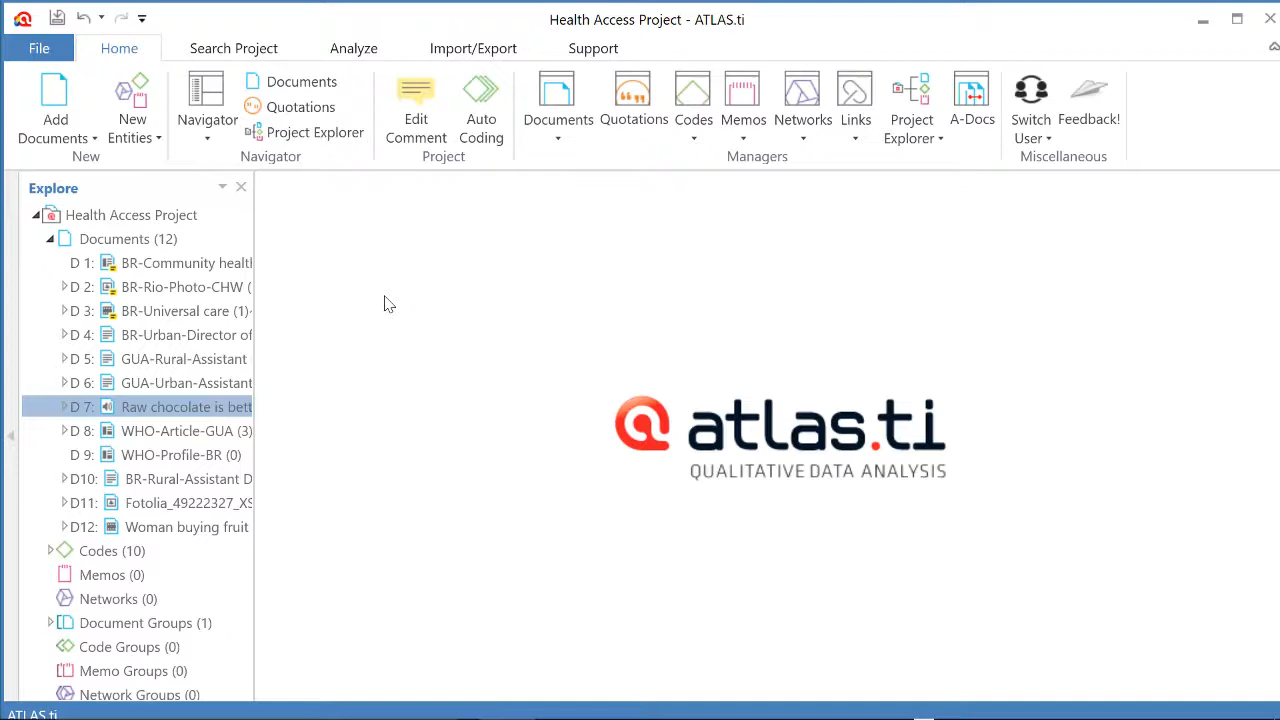 Health Access Project - ATLAS.ti
File Home Search Project Analyze Import/Export Support
Add Documents
New Entities
New
Navigator
Documents
Quotations
Project Explorer
Navigator
Edit Comment
Auto Coding
Project
Documents
Quotations
Codes
Memos
Networks
Links
Project Explorer
A-Docs
Managers
Switch User
Feedback!
Miscellaneous
Explore
Health Access Project
Documents (12)
D 1: BR-Community healt
D 2: BR-Rio-Photo-CHW (
D 3: BR-Universal care (1)
D 4: BR-Urban-Director of
D 5: GUA-Rural-Assistant
D 6: GUA-Urban-Assistant
D 7: Raw chocolate is bett
D 8: WHO-Article-GUA (3)
D 9: WHO-Profile-BR (0)
D10: BR-Rural-Assistant D
D11: Fotolia_49222327_XS
D12: Woman buying fruit
Codes (10)
Memos (0)
Networks (0)
Document Groups (1)
Code Groups (0)
Memo Groups (0)
Network Groups (0)
atlas.ti
QUALITATIVE DATA ANALYSIS
ATLAS.ti